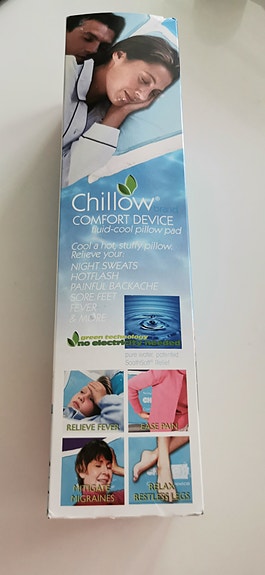 Chillow®
COMFORT DEVICE
fluid-cool pillow pad
Cool a hot, stuffy pillow.
Relieve your:
NIGHT SWEATS
HOTFLASH
PAINFUL BACKACHE
SORE FEET
FEVER
& MORE
green technology
no electricity needed
RELIEVE FEVER
EASE PAIN
MITIGATE
MIGRAINES
RELAX
RESTLESS LEGS